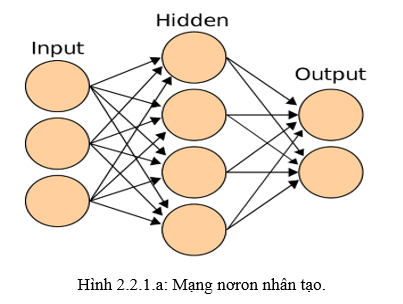 Hidden
Input
Output
Hình 2.2.1.a: Mạng nơron nhân tạo.